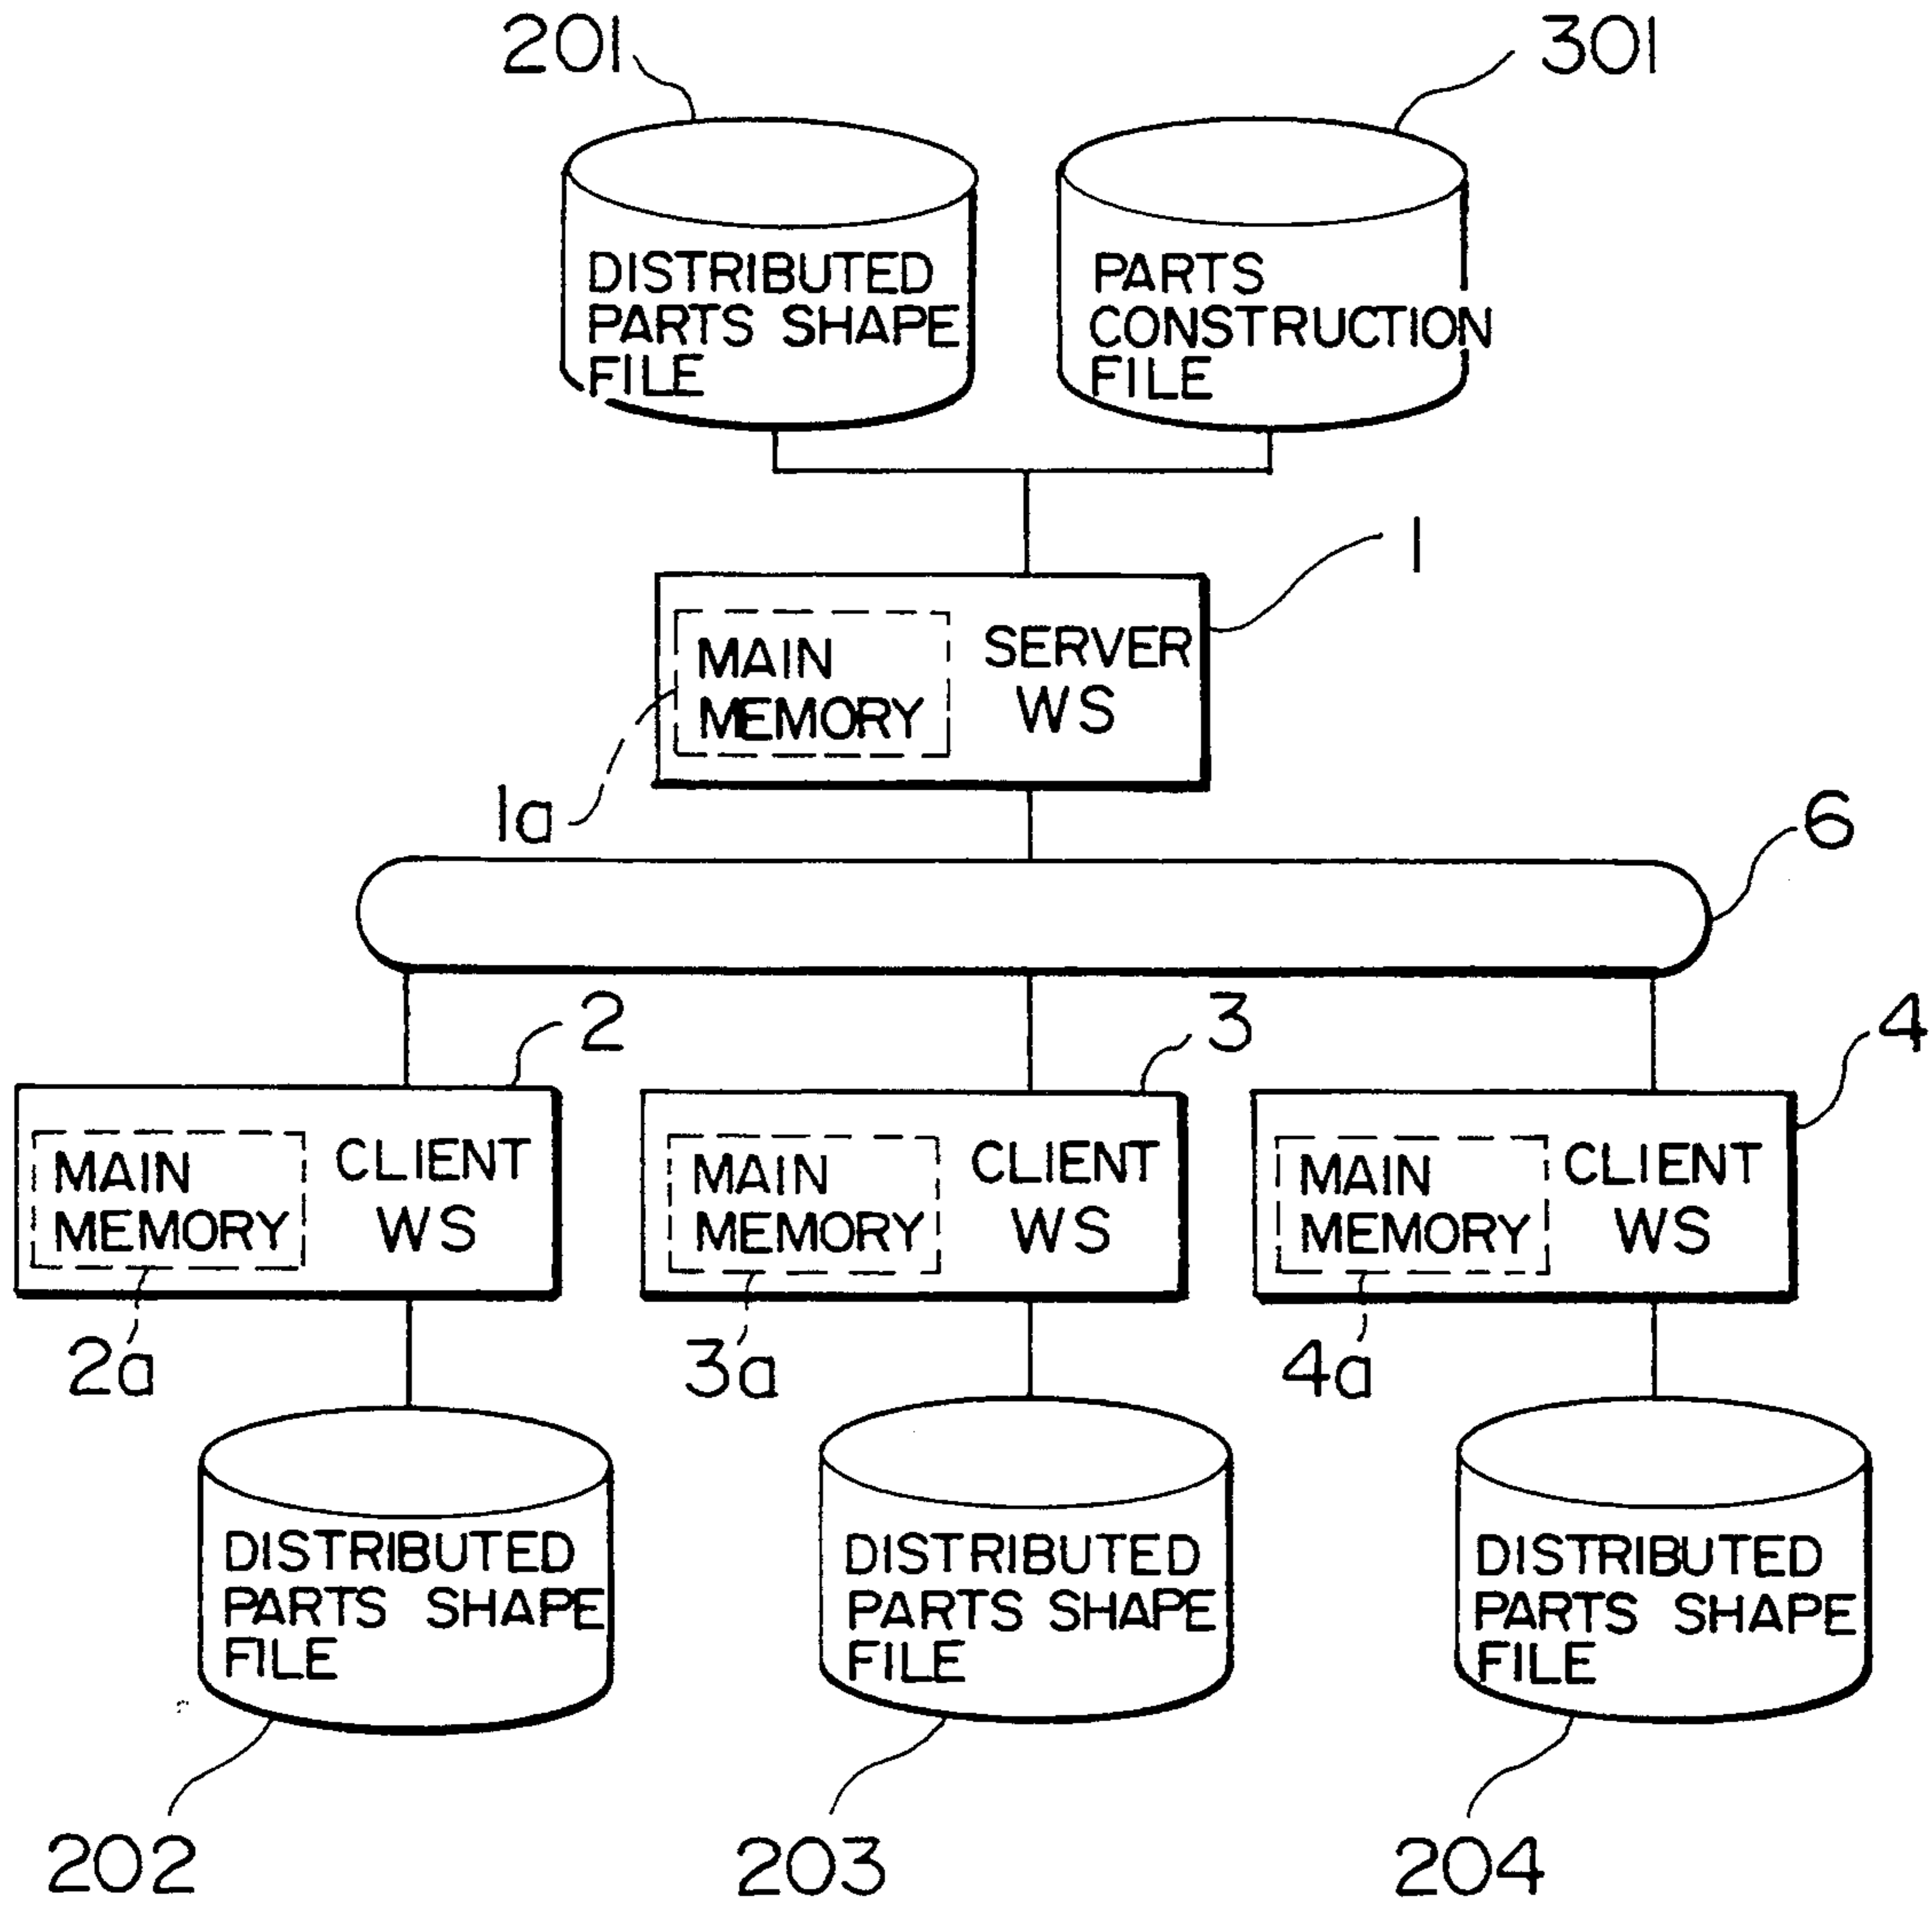 201
301
DISTRIBUTED
PARTS SHAPE
FILE
PARTS
CONSTRUCTION
FILE
1
MAIN
MEMORY
SERVER
WS
1a
6
2
3
4
MAIN
MEMORY
CLIENT
WS
MAIN
MEMORY
CLIENT
WS
MAIN
MEMORY
CLIENT
WS
2a
3a
4a
DISTRIBUTED
PARTS SHAPE
FILE
DISTRIBUTED
PARTS SHAPE
FILE
DISTRIBUTED
PARTS SHAPE
FILE
202
203
204